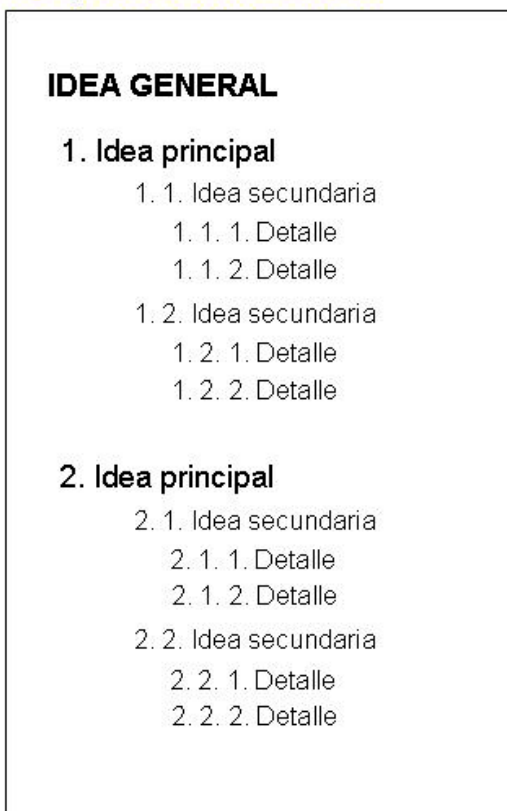 IDEA GENERAL
1. Idea principal
1. 1. Idea secundaria
1. 1. 1. Detalle
1. 1. 2. Detalle
1. 2. Idea secundaria
1. 2. 1. Detalle
1. 2. 2. Detalle
2. Idea principal
2. 1. Idea secundaria
2. 1. 1. Detalle
2. 1. 2. Detalle
2. 2. Idea secundaria
2. 2. 1. Detalle
2. 2. 2. Detalle